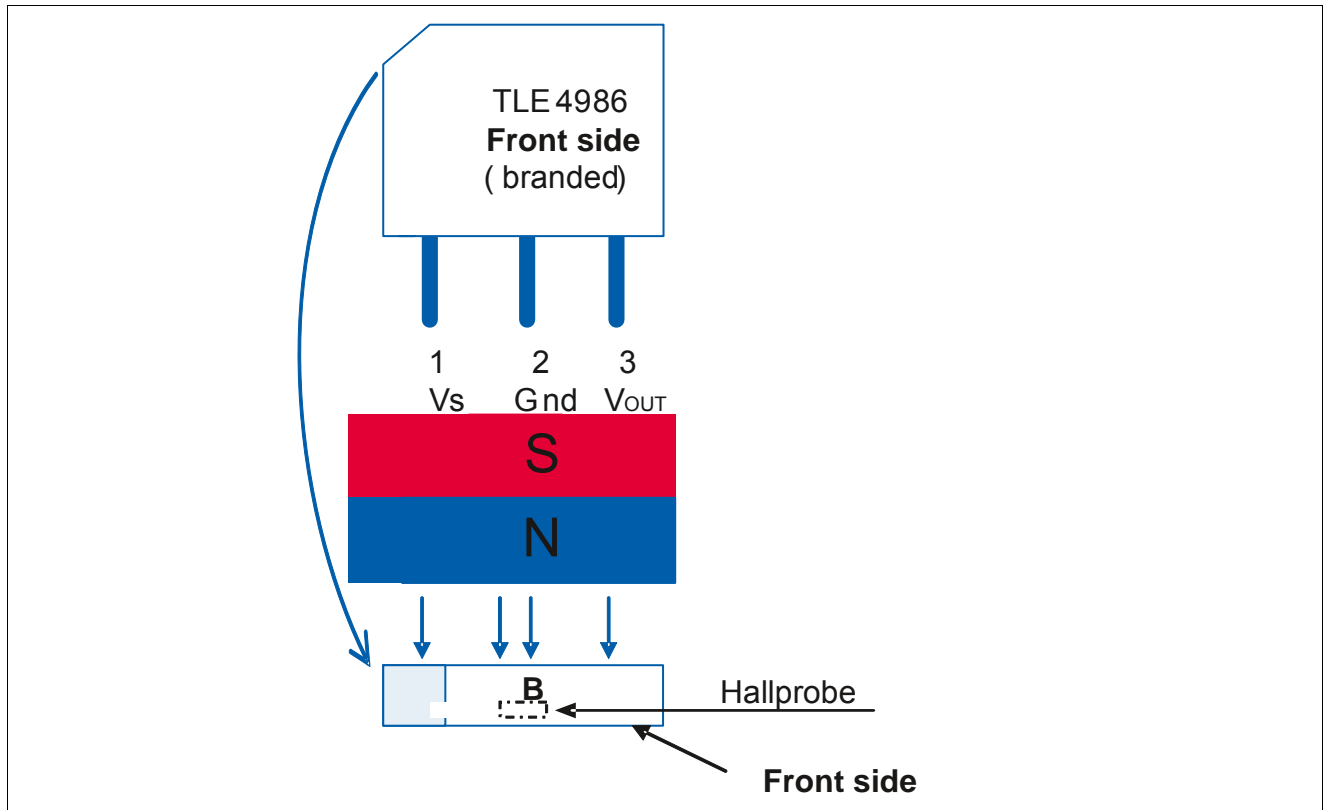 TLE 4986
Front side
( branded)
1 2 3
Vs Gnd VOUT
S
N
B
Hallprobe
Front side